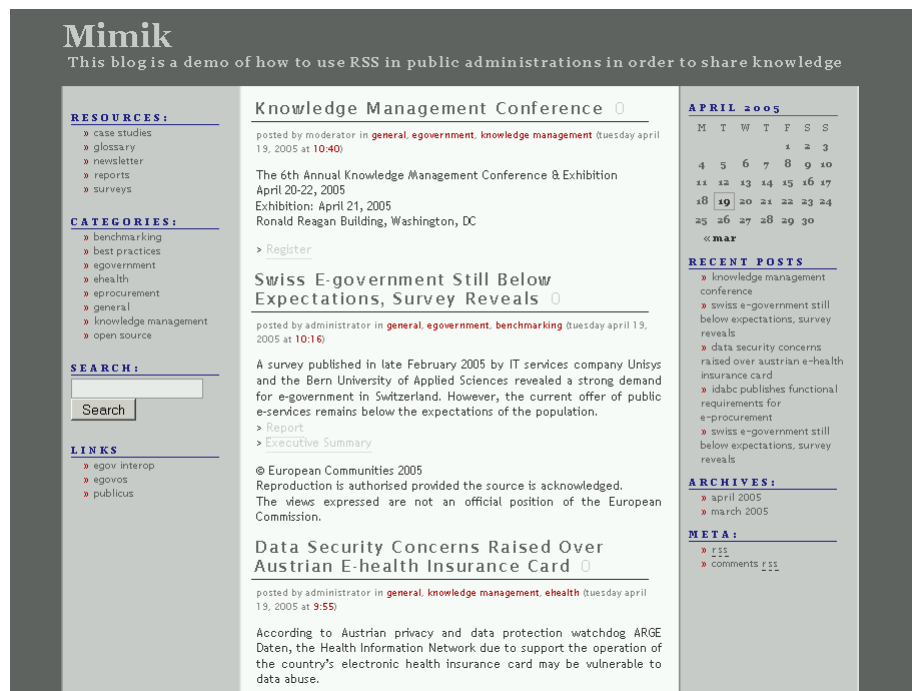 Mimik
This blog is a demo of how to use RSS in public administrations in order to share knowledge
RESOURCES:
» case studies
» glossary
» newsletter
» reports
» surveys
CATEGORIES:
» benchmarking
» best practices
» egovernment
» ehealth
» eprocurement
» general
» knowledge management
» open source
SEARCH:
Search
LINKS
» egov interop
» egovos
» publicus
Knowledge Management Conference 0
posted by moderator in general, egovernment, knowledge management (tuesday april
19, 2005 at 10:40)
The 6th Annual Knowledge Management Conference & Exhibition
April 20-22, 2005
Exhibition: April 21, 2005
Ronald Reagan Building, Washington, DC
> Register
Swiss E-government Still Below
Expectations, Survey Reveals 0
posted by administrator in general, egovernment, benchmarking (tuesday april 19,
2005 at 10:16)
A survey published in late February 2005 by IT services company Unisys
and the Bern University of Applied Sciences revealed a strong demand
for e-government in Switzerland. However, the current offer of public
e-services remains below the expectations of the population.
> Report
> Executive Summary
© European Communities 2005
Reproduction is authorised provided the source is acknowledged.
The views expressed are not an official position of the European
Commission.
Data Security Concerns Raised Over
Austrian E-health Insurance Card 0
posted by administrator in general, knowledge management, ehealth (tuesday april
19, 2005 at 9:55)
According to Austrian privacy and data protection watchdog ARGE
Daten, the Health Information Network due to support the operation of
the country's electronic health insurance card may be vulnerable to
data abuse.
APRIL 2005
M T W T F S S
1 2 3
4 5 6 7 8 9 10
11 12 13 14 15 16 17
18 19 20 21 22 23 24
25 26 27 28 29 30
« mar
RECENT POSTS
» knowledge management
conference
» swiss e-government still
below expectations, survey
reveals
» data security concerns
raised over austrian e-health
insurance card
» idabc publishes functional
requirements for
e-procurement
» swiss e-government still
below expectations, survey
reveals
ARCHIVES:
» april 2005
» march 2005
META:
» rss
» comments rss